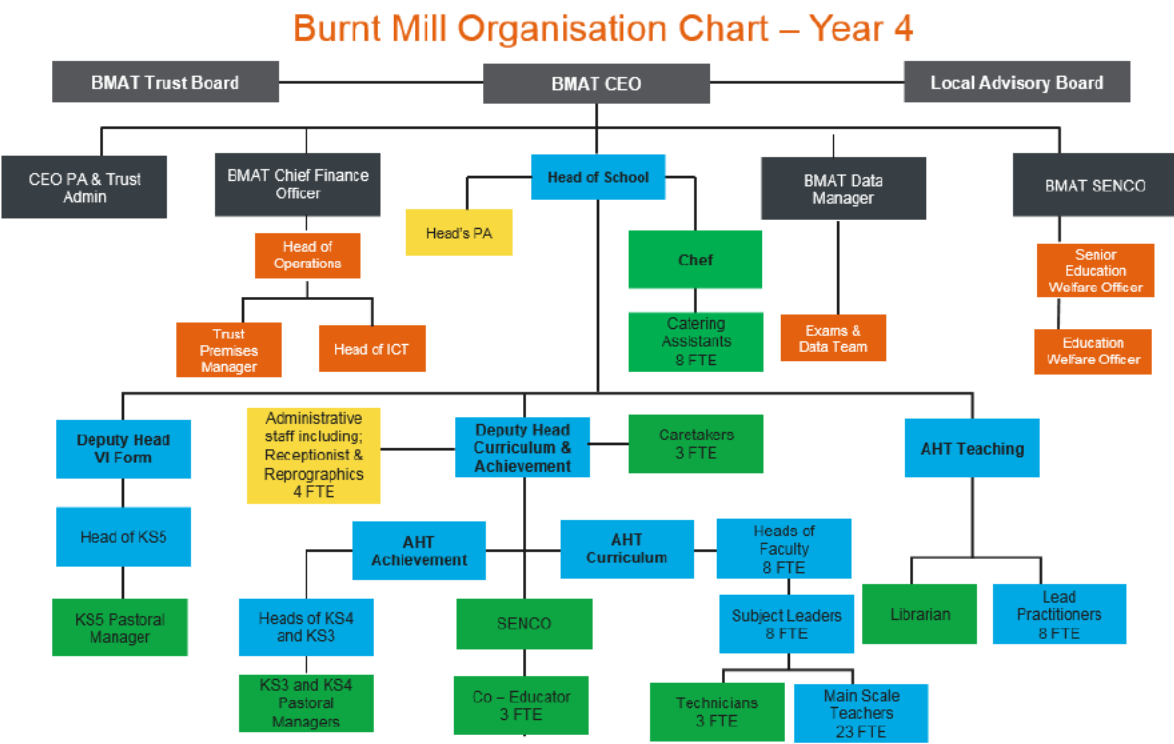 Burnt Mill Organisation Chart – Year 4
BMAT Trust Board
BMAT CEO
Local Advisory Board
CEO PA & Trust
Admin
BMAT Chief Finance
Officer
Head of School
BMAT Data
Manager
BMAT SENCO
Head's PA
Head of
Operations
Chef
Senior
Education
Welfare Officer
Trust
Premises
Manager
Head of ICT
Catering
Assistants
8 FTE
Exams &
Data Team
Education
Welfare Officer
Deputy Head
VI Form
Administrative
staff including;
Receptionist &
Reprographics
4 FTE
Deputy Head
Curriculum &
Achievement
Caretakers
3 FTE
AHT Teaching
Head of KS5
AHT
Achievement
AHT
Curriculum
Heads of
Faculty
8 FTE
KS5 Pastoral
Manager
Heads of KS4
and KS3
SENCO
Subject Leaders
8 FTE
Librarian
Lead
Practitioners
8 FTE
KS3 and KS4
Pastoral
Managers
Co – Educator
3 FTE
Technicians
3 FTE
Main Scale
Teachers
23 FTE